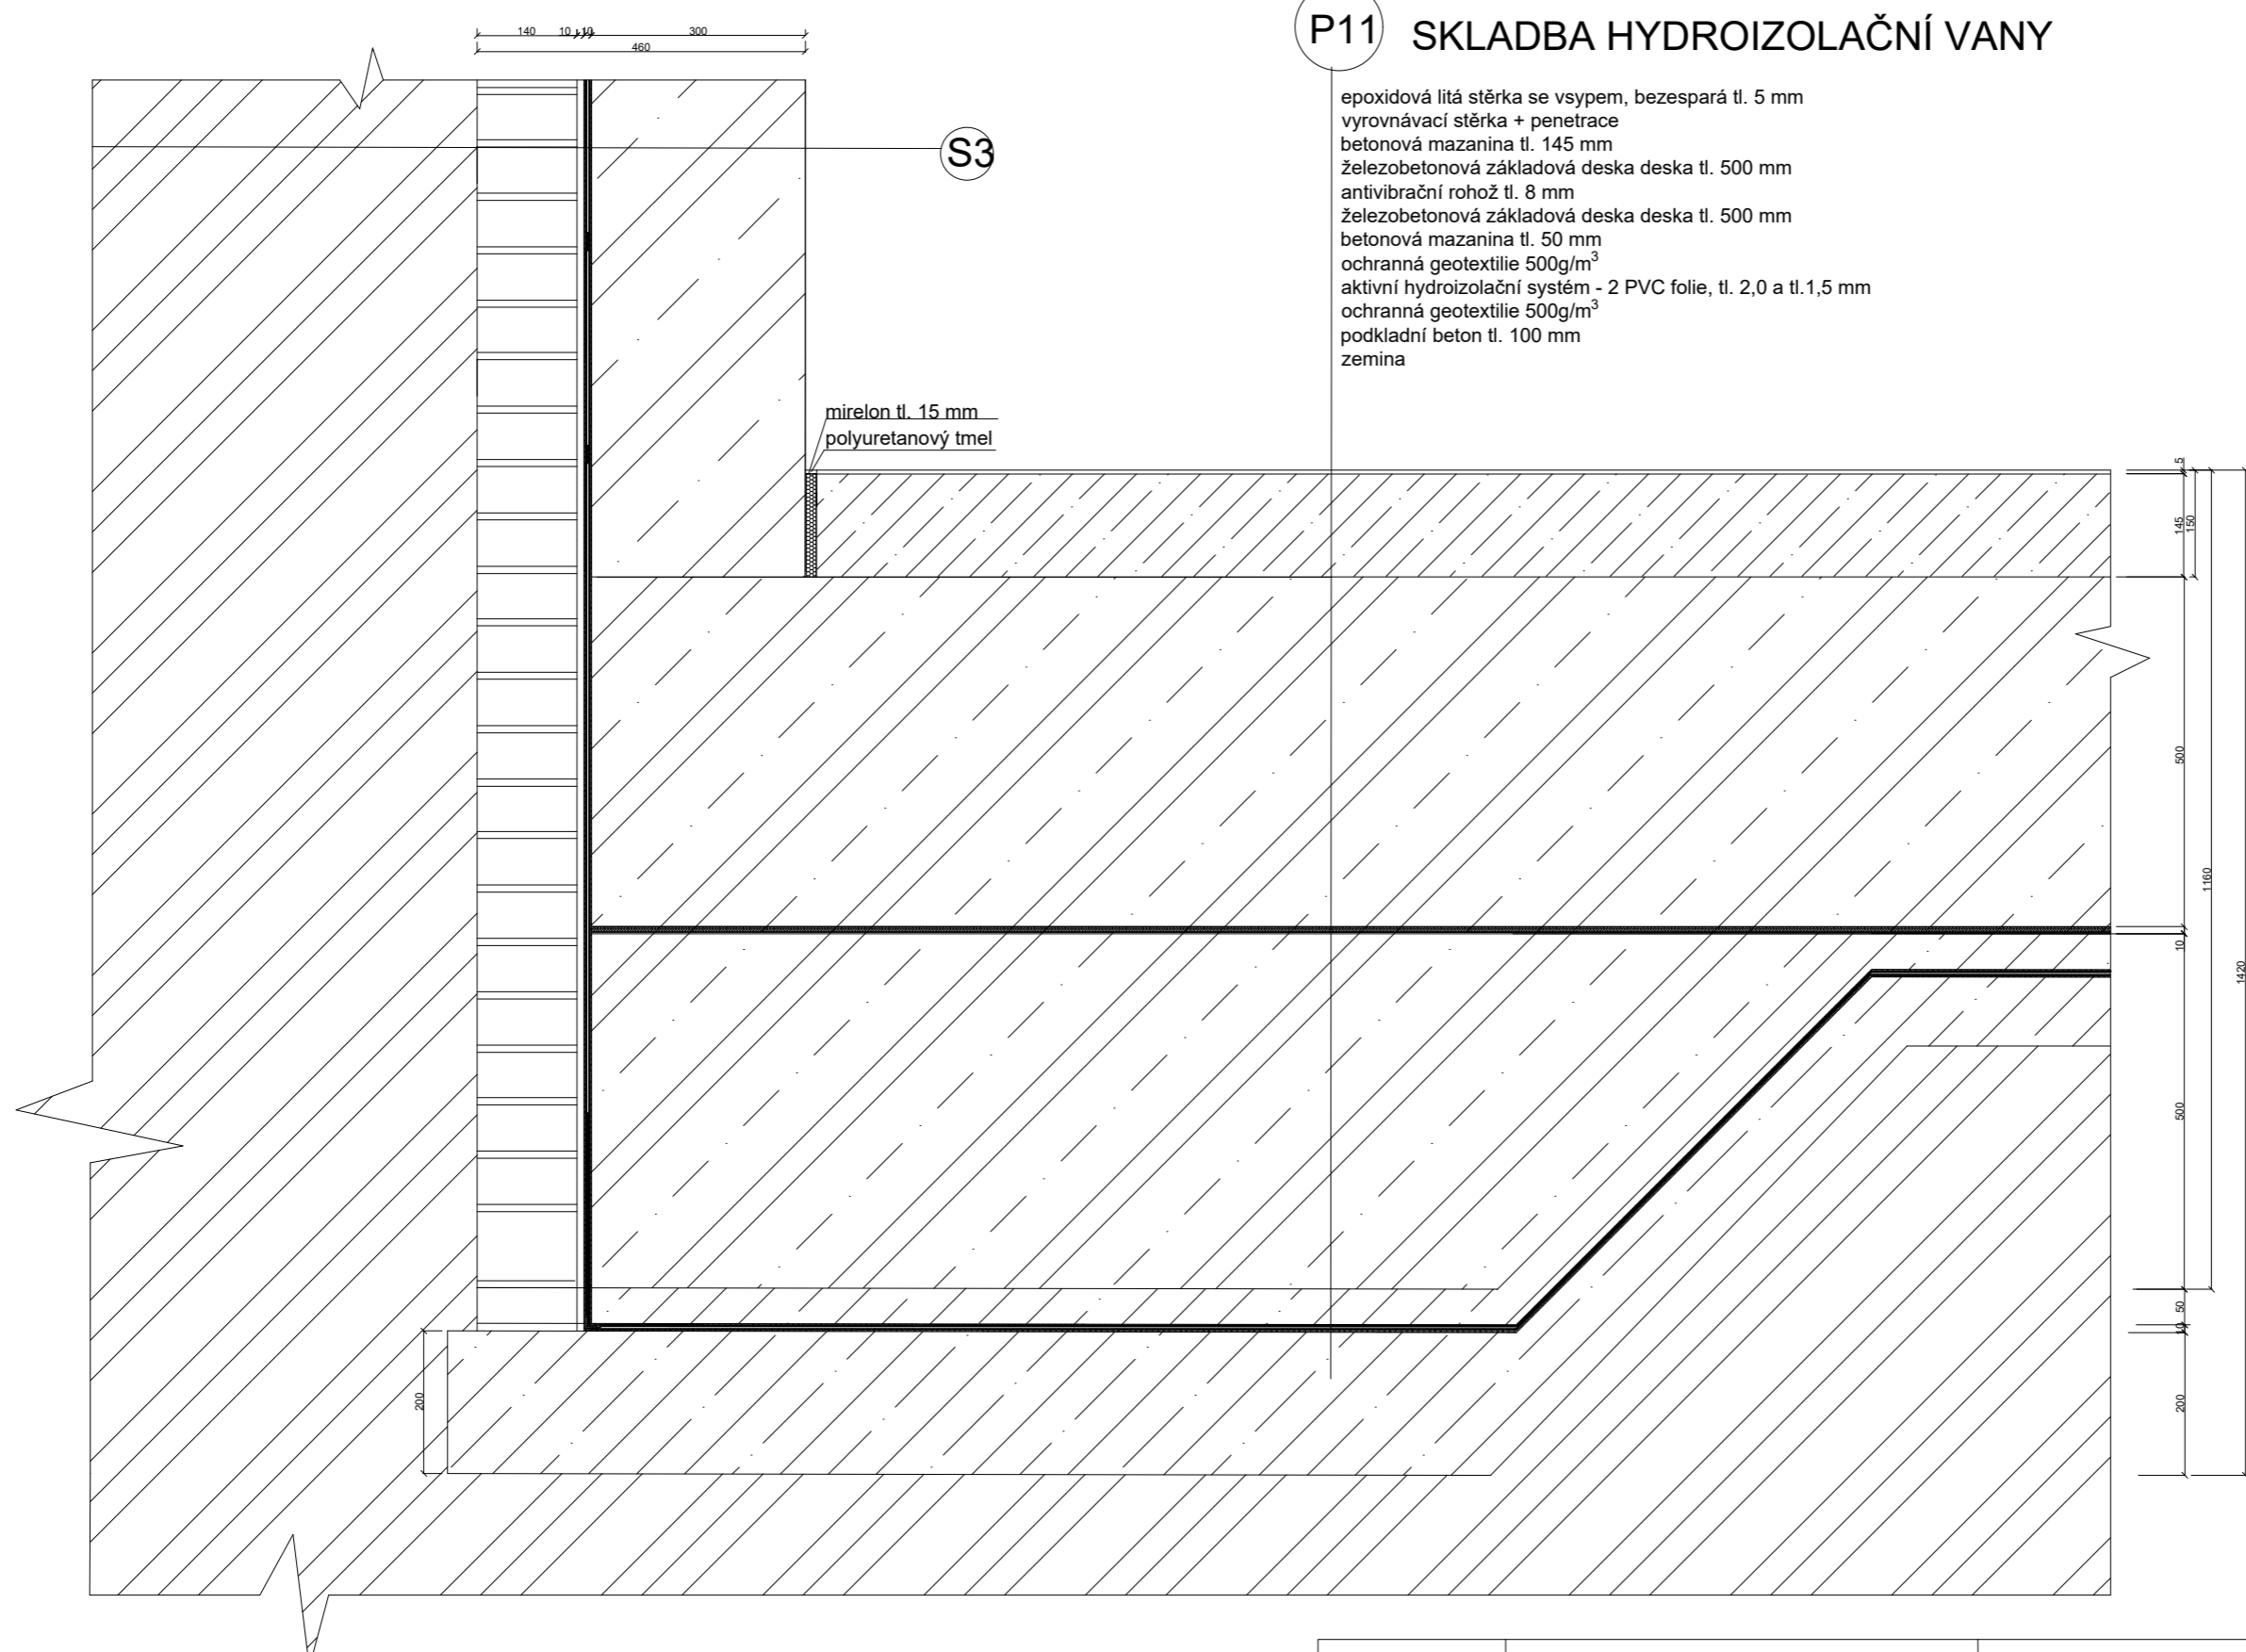 140 10 10 300
460
P11 SKLADBA HYDROIZOLAČNÍ VANY
epoxidová litá stěrka se vsypem, bezespará tl. 5 mm
vyrovnávací stěrka + penetrace
betonová mazanina tl. 145 mm
železobetonová základová deska deska tl. 500 mm
antivibrační rohož tl. 8 mm
železobetonová základová deska deska tl. 500 mm
betonová mazanina tl. 50 mm
ochranná geotextilie 500g/m³
aktivní hydroizolační systém - 2 PVC folie, tl. 2,0 a tl.1,5 mm
ochranná geotextilie 500g/m³
podkladní beton tl. 100 mm
zemina
S3
mirelon tl. 15 mm
polyuretanový tmel
5
145
150
500
1160
10
1420
500
50
10
200
200